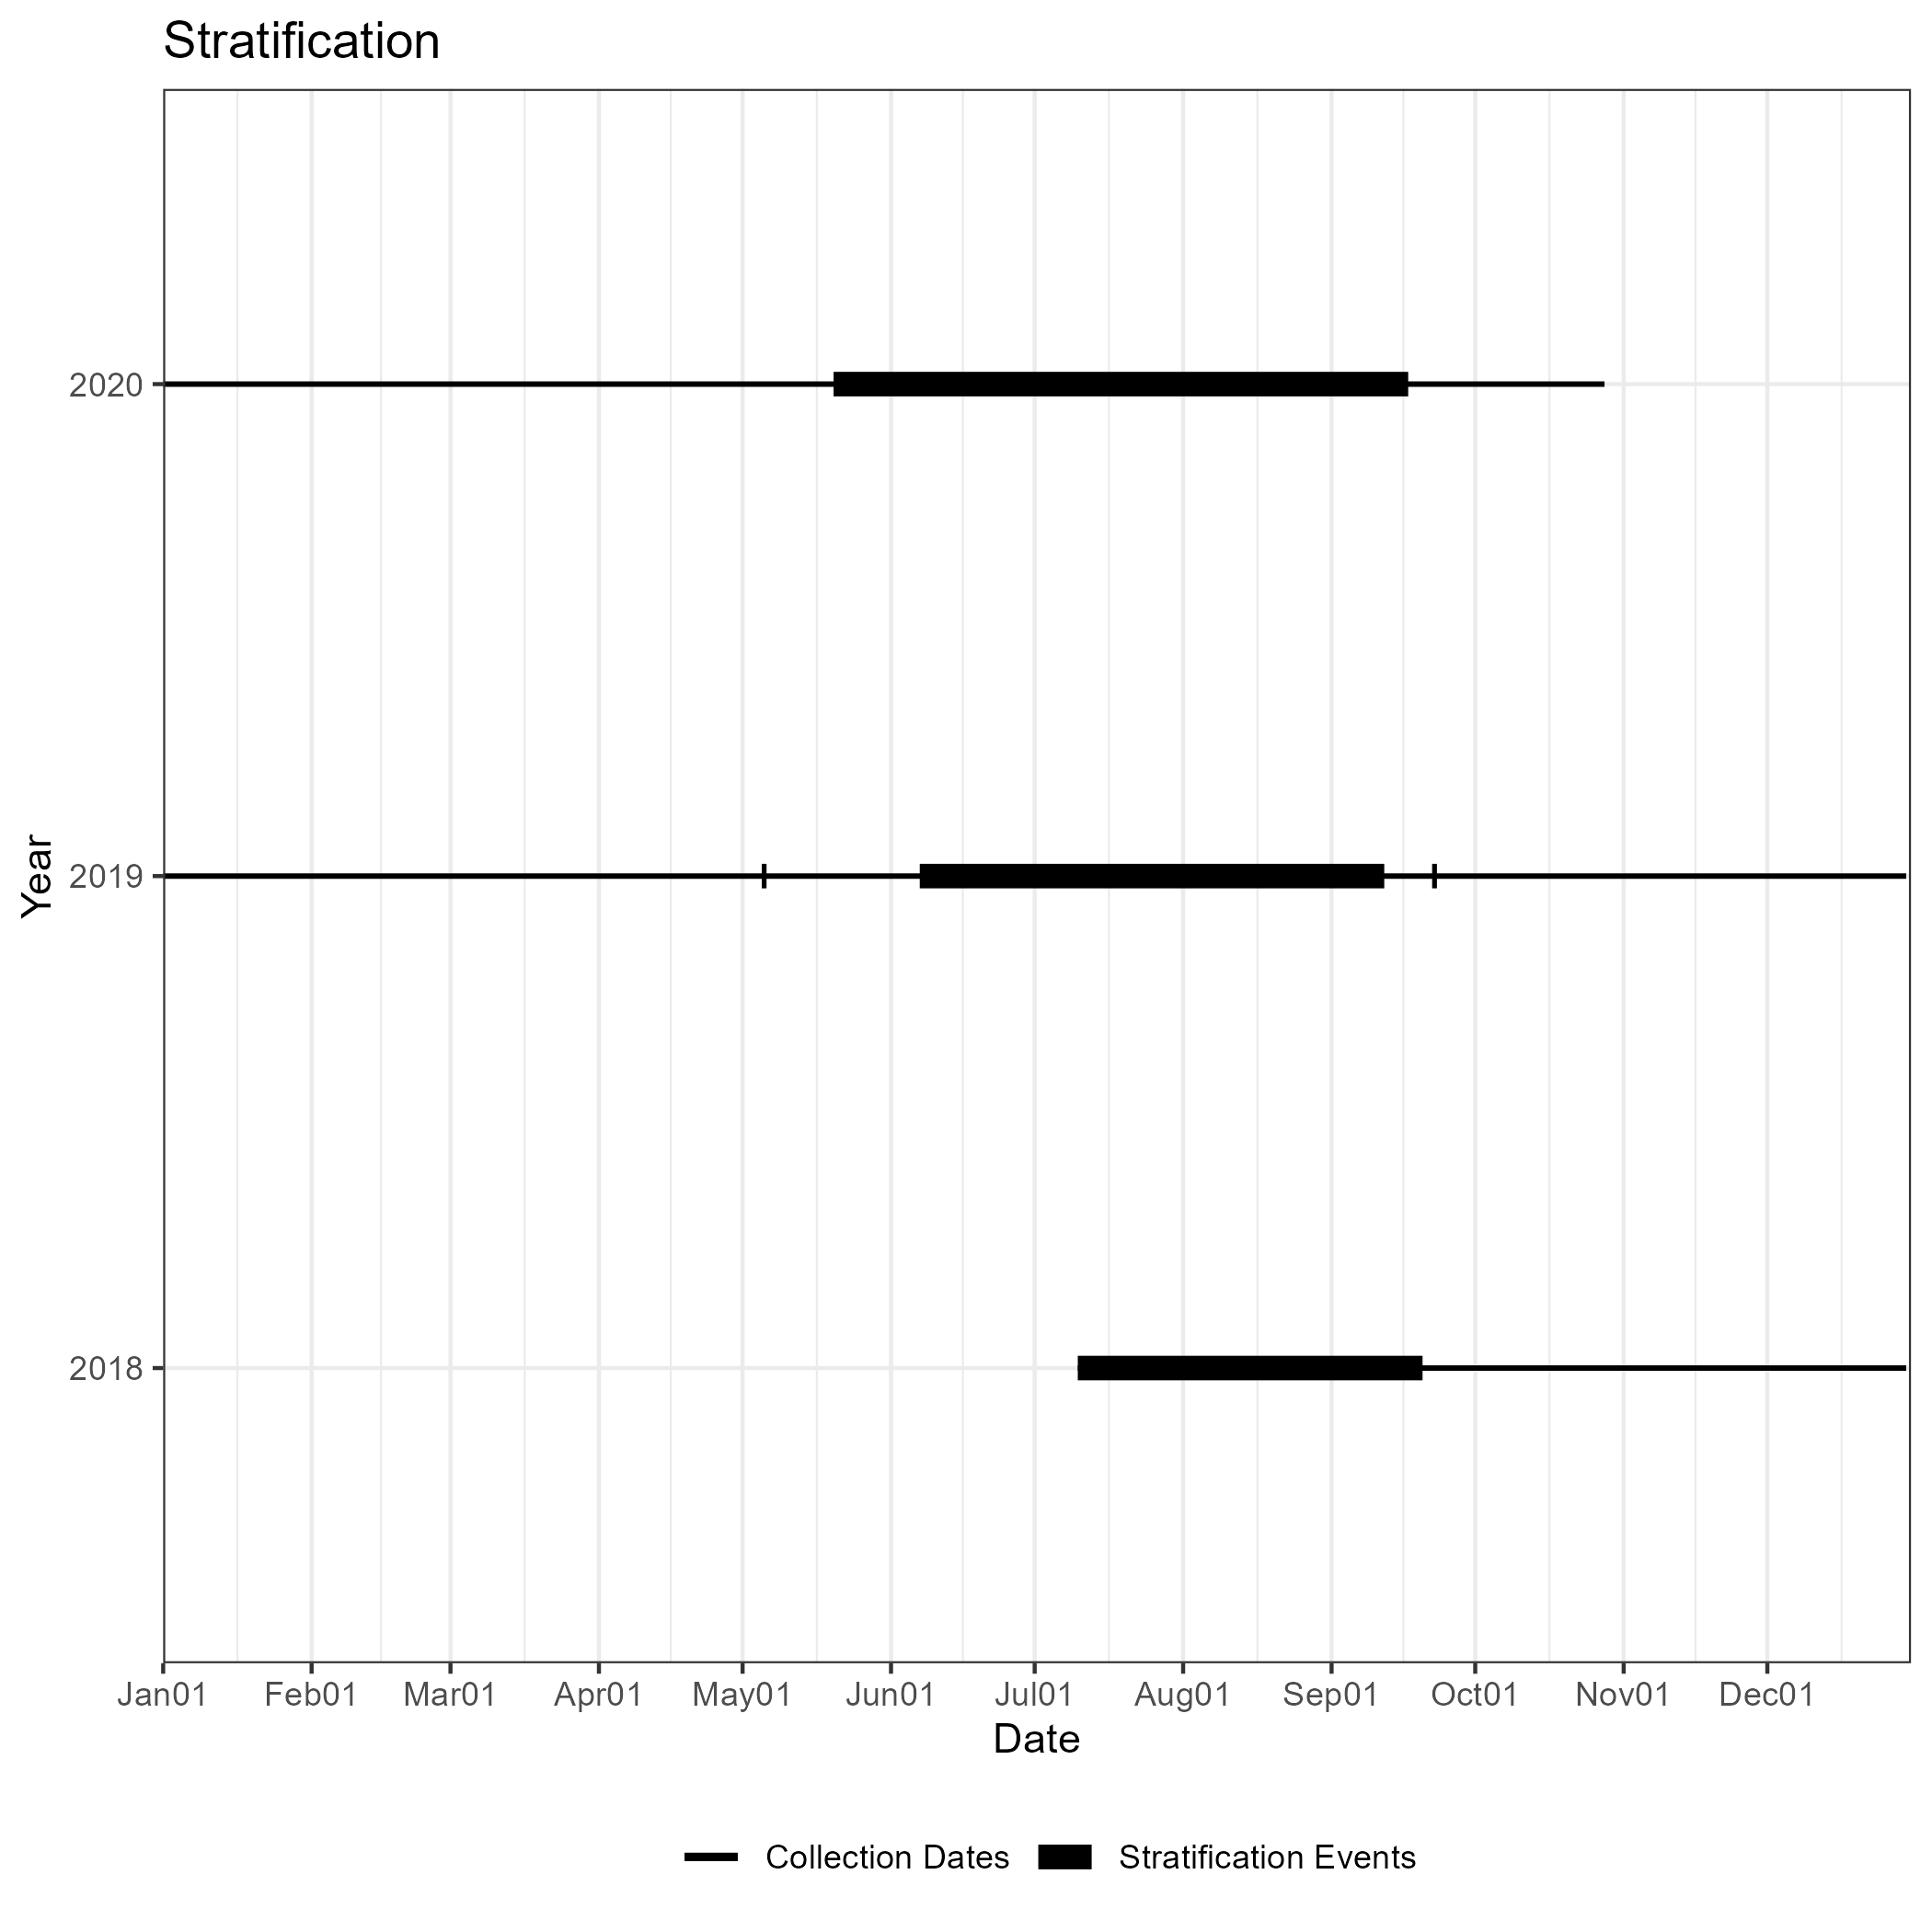 Stratification
2020
2019
2018
Year
Jan01 Feb01 Mar01 Apr01 May01 Jun01 Jul01 Aug01 Sep01 Oct01 Nov01 Dec01
Date
Collection Dates Stratification Events